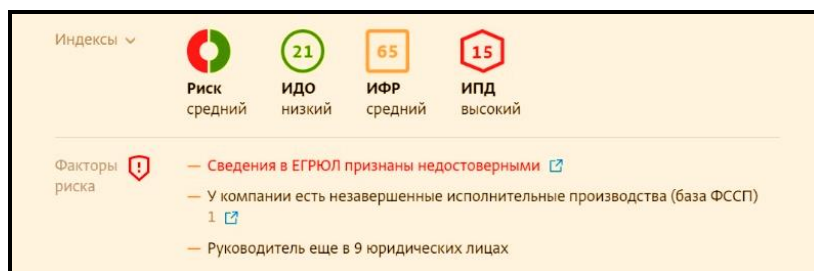 Индексы
21 65 15
Риск ИДО ИФР ИПД
средний низкий средний высокий
Факторы риска
! — Сведения в ЕГРЮЛ признаны недостоверными
— У компании есть незавершенные исполнительные производства (база ФССП)
1
— Руководитель еще в 9 юридических лицах